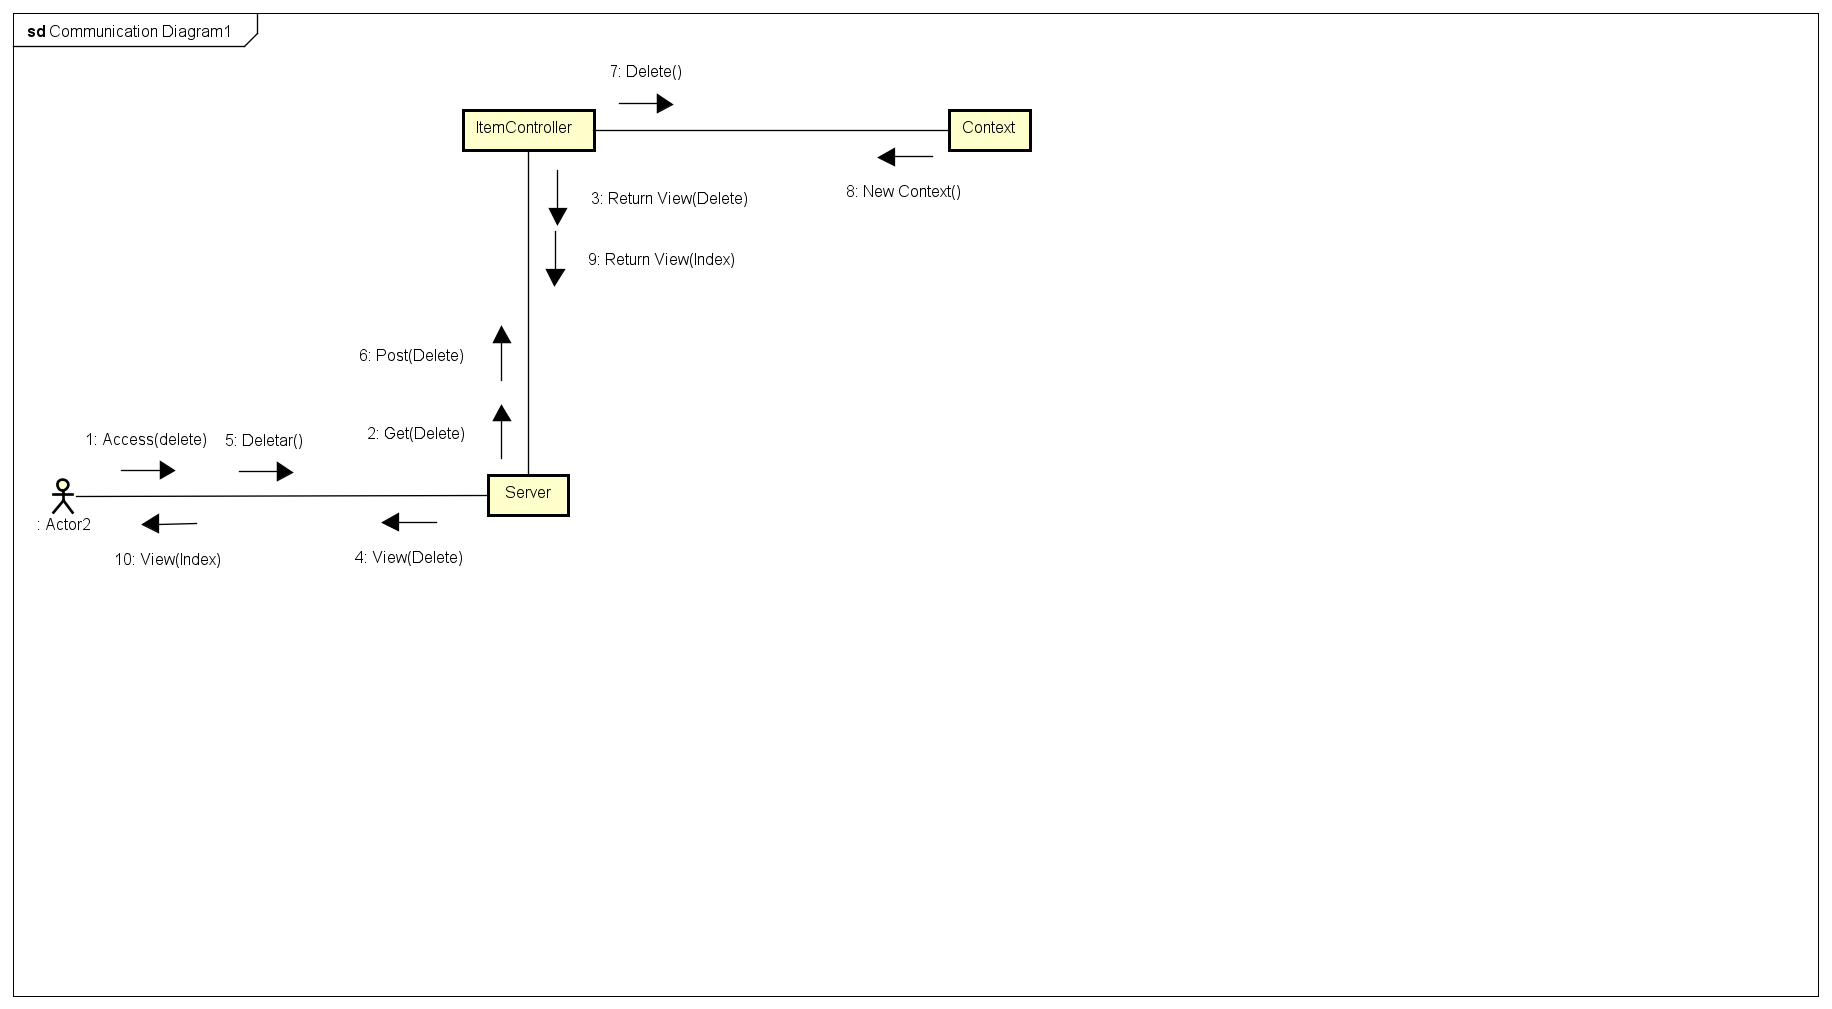 sd Communication Diagram1
7: Delete()
ItemController
Context
8: New Context()
3: Return View(Delete)
9: Return View(Index)
6: Post(Delete)
2: Get(Delete)
1: Access(delete)
5: Deletar()
Server
: Actor2
10: View(Index)
4: View(Delete)